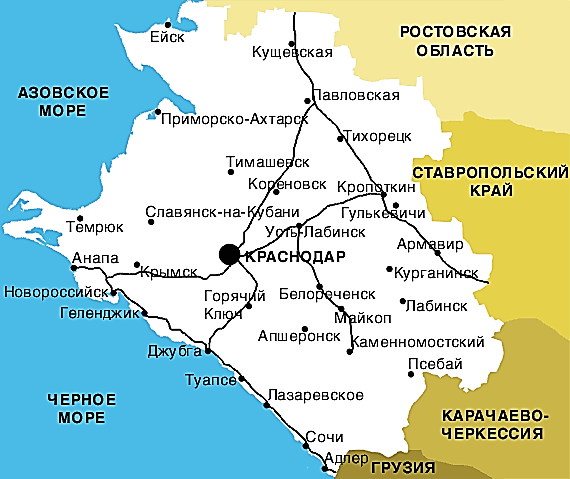 Ейск
РОСТОВСКАЯ
ОБЛАСТЬ
Кущевская
АЗОВСКОЕ
МОРЕ
Павловская
Приморско-Ахтарск
Тихорецк
Тимашевск
СТАВРОПОЛЬСКИЙ
КРАЙ
Кореновск
Кропоткин
Славянск-на-Кубани
Гулькевичи
Темрюк
Усть-Лабинск
Армавир
Анапа
КРАСНОДАР
Крымск
Курганинск
Новороссийск
Горячий
Ключ
Белореченск
Лабинск
Геленджик
Майкоп
Апшеронск
Каменномостский
Джубга
Псебай
Туапсе
Лазаревское
ЧЕРНОЕ
МОРЕ
КАРАЧАЕВО-
ЧЕРКЕССИЯ
Сочи
Адлер
ГРУЗИЯ